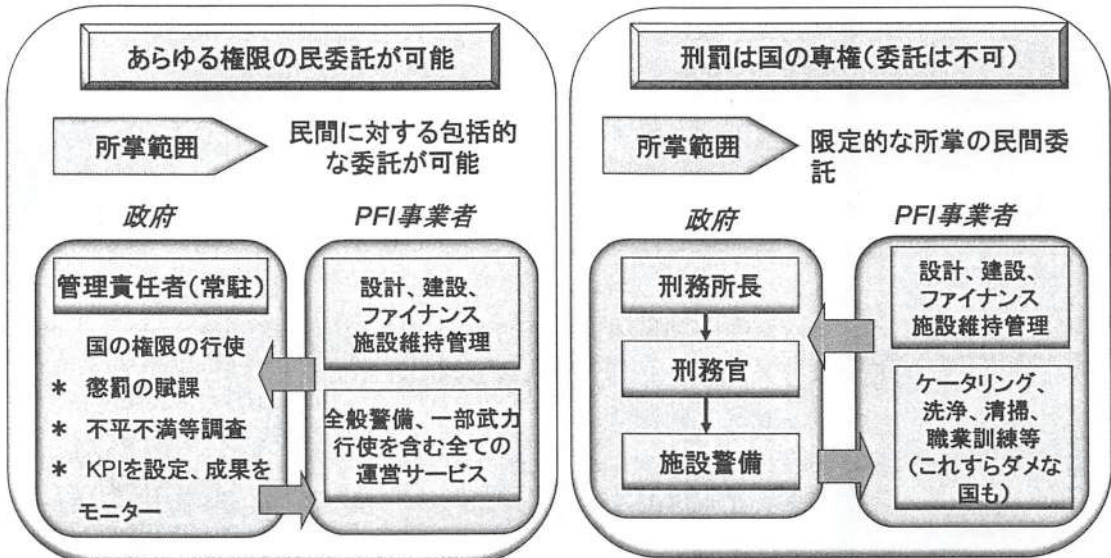 あらゆる権限の民委託が可能
所掌範囲
民間に対する包括的
な委託が可能
政府
PFI事業者
管理責任者(常駐)
国の権限の行使
* 懲罰の賦課
* 不平不満等調査
* KPIを設定、成果を
モニター
設計、建設、
ファイナンス
施設維持管理
全般警備、一部武力
行使を含む全ての
運営サービス
刑罰は国の専権(委託は不可)
所掌範囲
限定的な所掌の民間委
託
政府
PFI事業者
刑務所長
刑務官
施設警備
設計、建設、
ファイナンス
施設維持管理
ケータリング、
洗浄、清掃、
職業訓練等
(これすらダメな
国も)